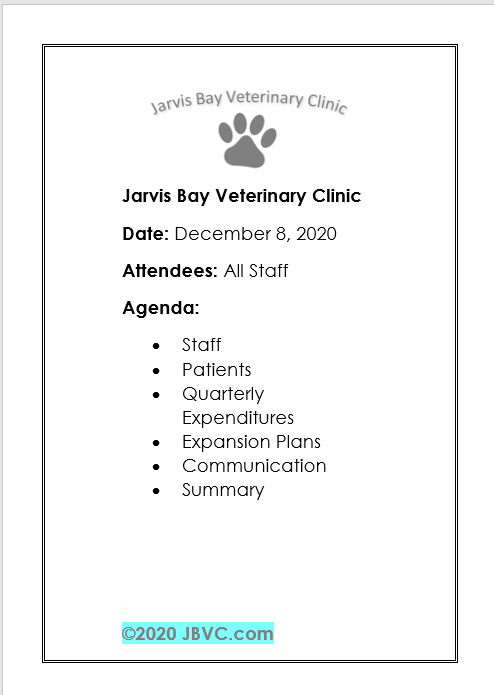 Jarvis Bay Veterinary Clinic
Jarvis Bay Veterinary Clinic
Date: December 8, 2020
Attendees: All Staff
Agenda:
• Staff
• Patients
• Quarterly
Expenditures
• Expansion Plans
• Communication
• Summary
©2020 JBVC.com